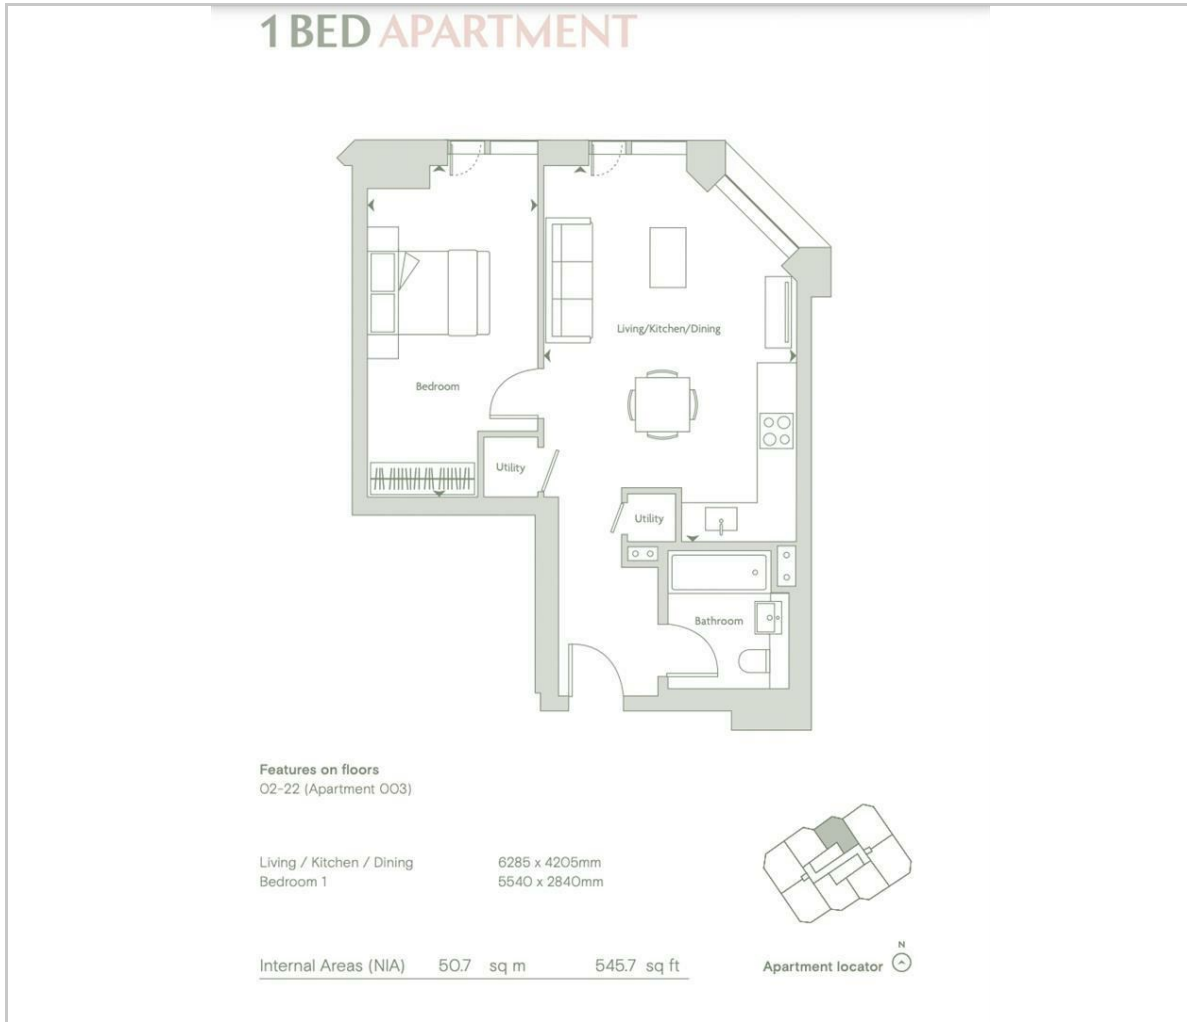 1 BED APARTMENT
Living/Kitchen/Dining
Bedroom
Utility
Utility
Bathroom
Features on floors
02-22 (Apartment 003)
Living / Kitchen / Dining 6285 x 4205mm
Bedroom 1 5540 x 2840mm
Internal Areas (NIA) 50.7 sq m 545.7 sq ft
N
Apartment locator